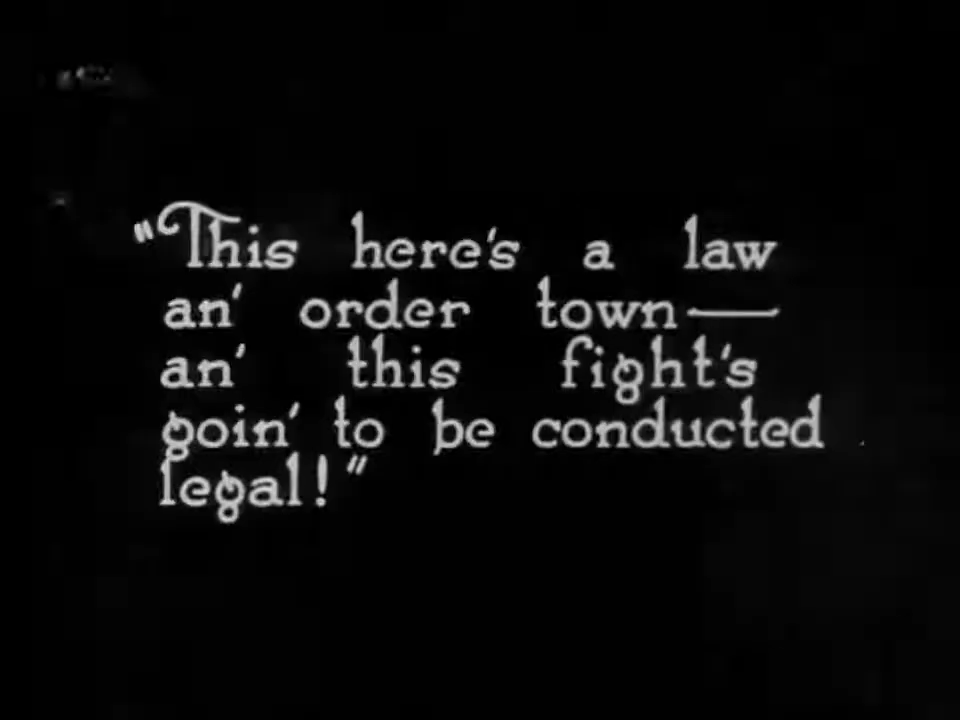 "This here's a law
an' order town—
an' this fight's
goin' to be conducted
legal!"